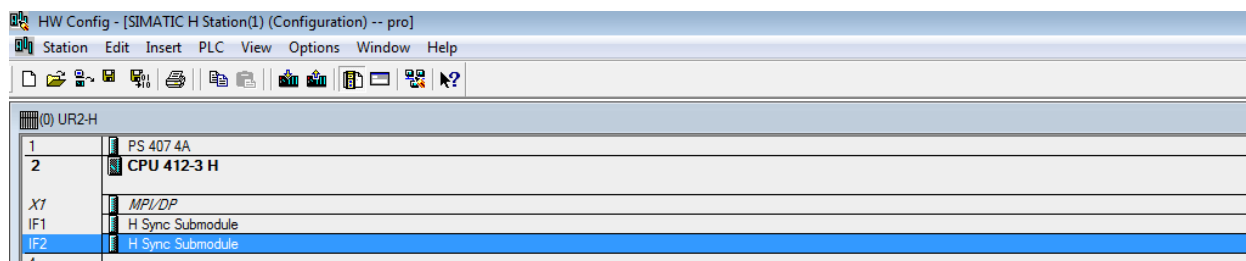 HW Config - [SIMATIC H Station(1) (Configuration) -- pro]
Station Edit Insert PLC View Options Window Help
(0) UR2-H
1 PS 407 4A
2 CPU 412-3 H
X1 MPI/DP
IF1 H Sync Submodule
IF2 H Sync Submodule